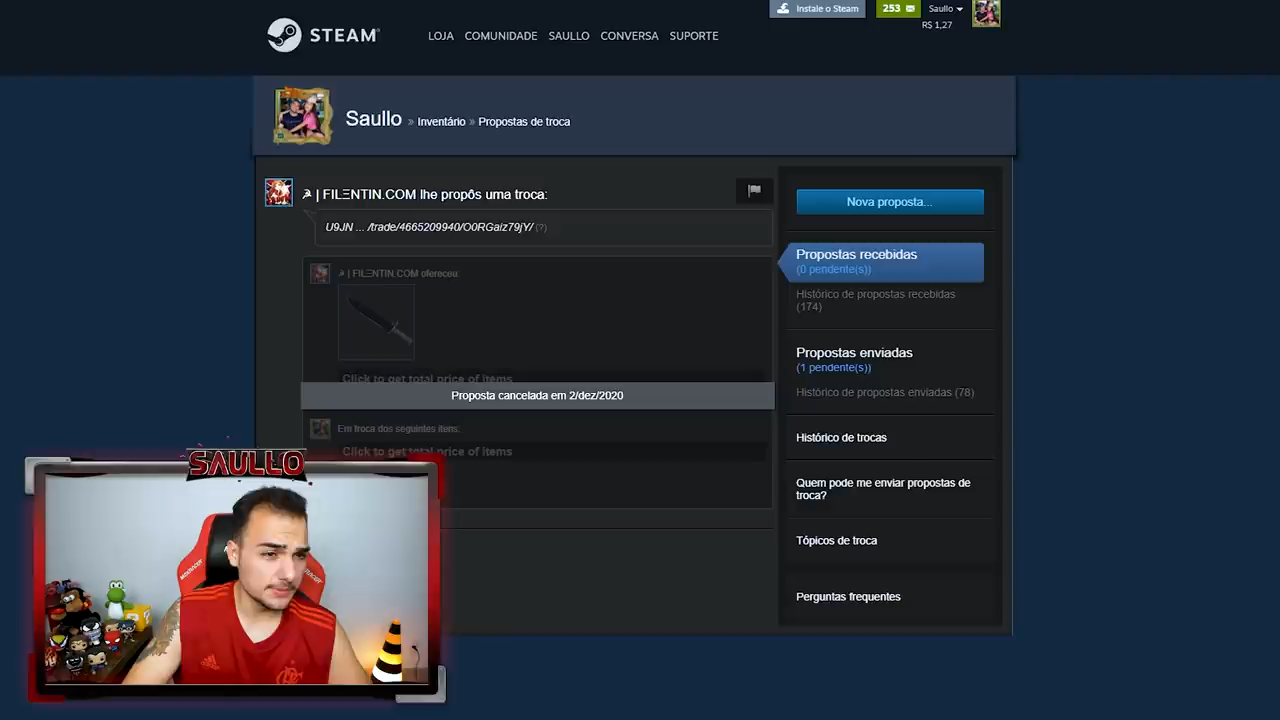 STEAM
LOJA COMUNIDADE SAULLO CONVERSA SUPORTE
Instale o Steam
253
Saullo
R$ 1,27
Saullo » Inventário » Propostas de troca
☭ | FILΞNTIN.COM lhe propôs uma troca:
U9JN ... /trade/4665209940/O0RGaiz79jY/ (?)
☭ | FILΞNTIN.COM ofereceu:
Click to get total price of items
Proposta cancelada em 2/dez/2020
Em troca dos seguintes itens:
Click to get total price of items
Nova proposta...
Propostas recebidas
(0 pendente(s))
Histórico de propostas recebidas
(174)
Propostas enviadas
(1 pendente(s))
Histórico de propostas enviadas (78)
Histórico de trocas
Quem pode me enviar propostas de
troca?
Tópicos de troca
Perguntas frequentes
SAULLO